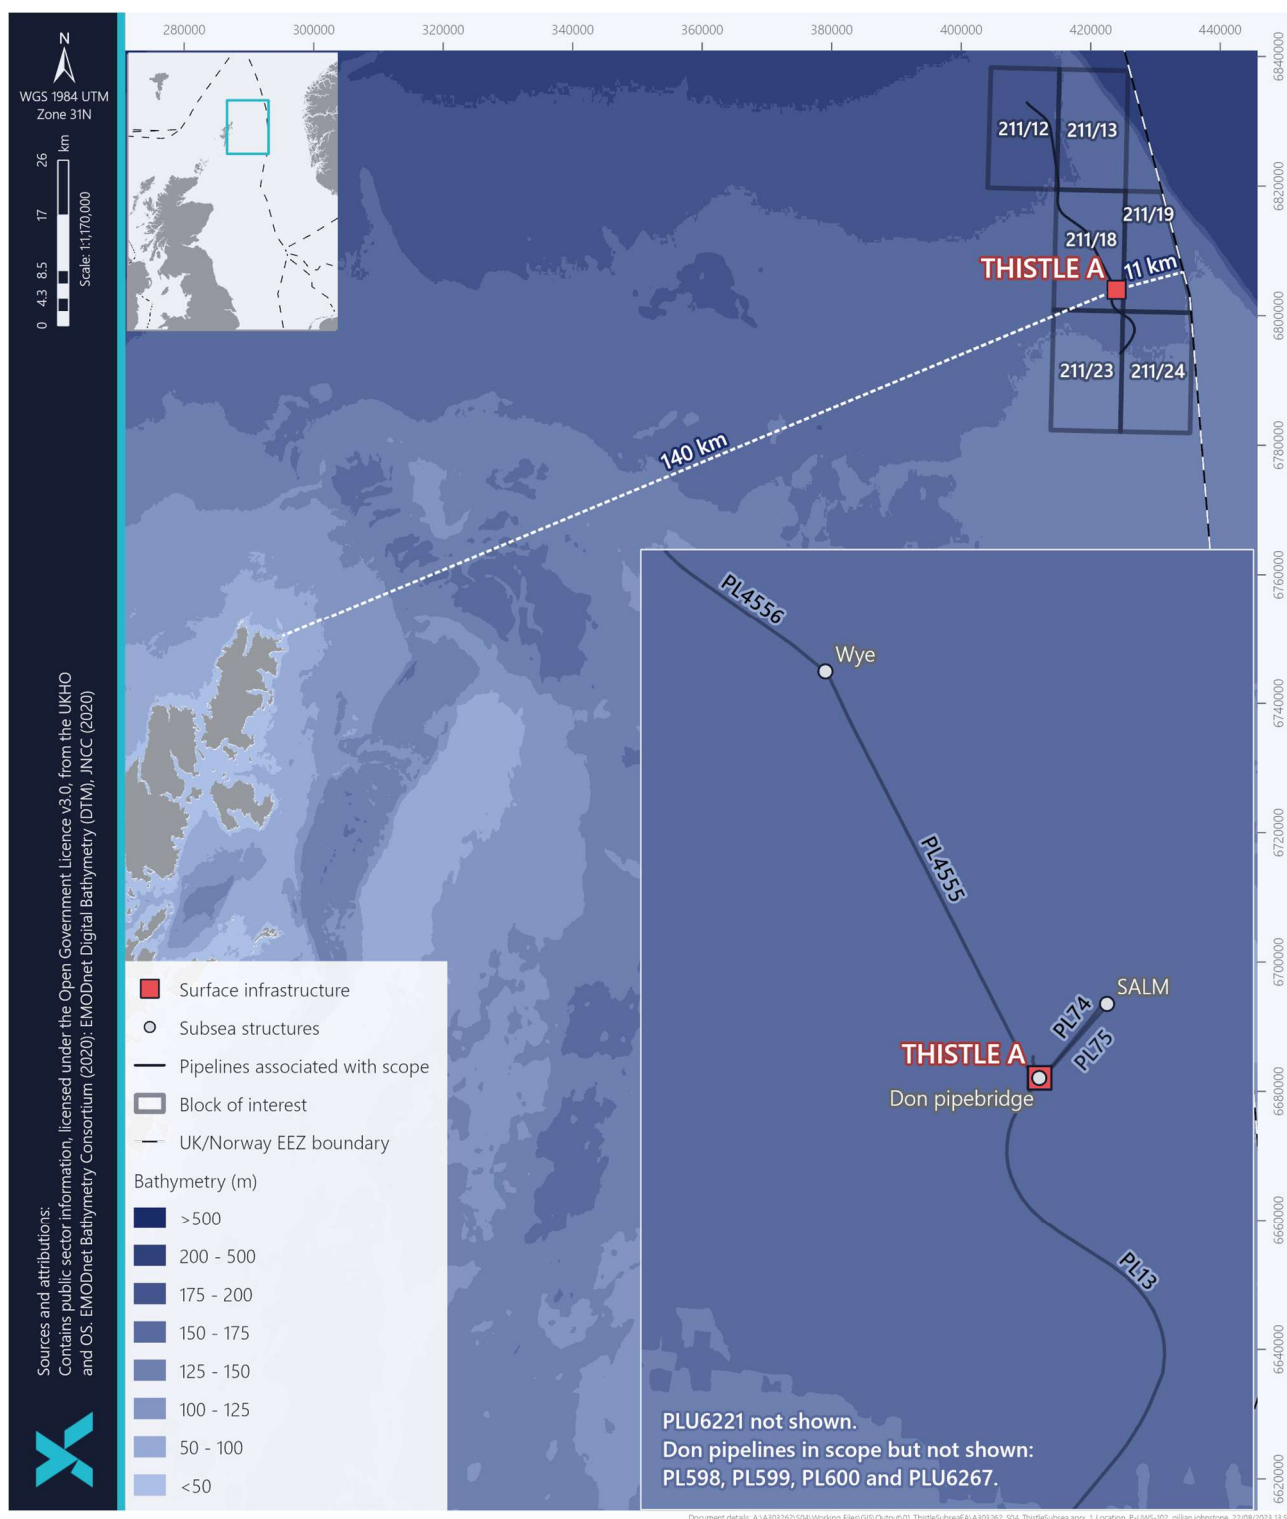 280000 300000 320000 340000 360000 380000 400000 420000 440000
N
WGS 1984 UTM
Zone 31N
km
0 4.3 8.5 17 26
Scale: 1:1,170,000
6840000
6820000
6800000
6780000
6760000
6740000
6720000
6700000
6680000
6660000
6640000
6620000
211/12
211/13
211/19
211/18
THISTLE A
11 km
211/23
211/24
140 km
PL4556
Wye
PL4555
SALM
PL74
PL75
THISTLE A
Don pipebridge
PL13
PLU6221 not shown.
Don pipelines in scope but not shown:
PL598, PL599, PL600 and PLU6267.
Surface infrastructure
Subsea structures
Pipelines associated with scope
Block of interest
UK/Norway EEZ boundary
Bathymetry (m)
>500
200 - 500
175 - 200
150 - 175
125 - 150
100 - 125
50 - 100
<50
Sources and attributions:
Contains public sector information, licensed under the Open Government Licence v3.0, from the UKHO
and OS. EMODnet Bathymetry Consortium (2020): EMODnet Digital Bathymetry (DTM), JNCC (2020)